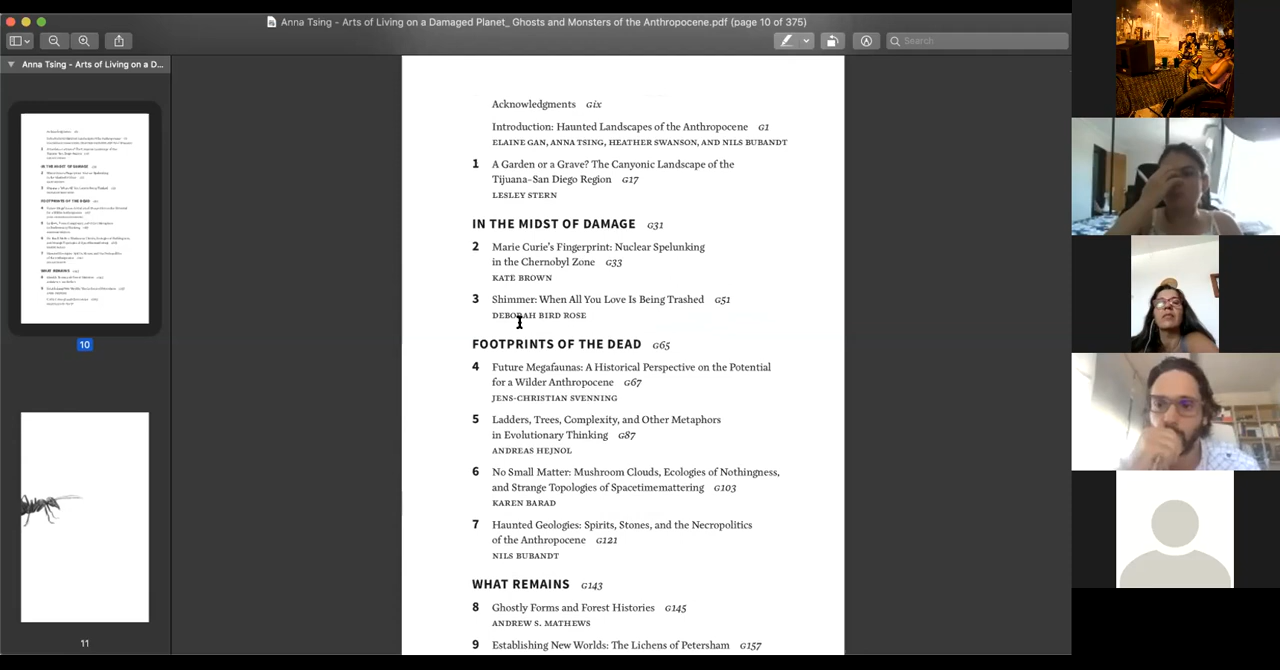 Anna Tsing - Arts of Living on a Damaged Planet_ Ghosts and Monsters of the Anthropocene.pdf (page 10 of 375)
Search
Anna Tsing - Arts of Living on a D...
10
11
Acknowledgments Gix
Introduction: Haunted Landscapes of the Anthropocene G1
ELAINE GAN, ANNA TSING, HEATHER SWANSON, AND NILS BUBANDT
1 A Garden or a Grave? The Canyonic Landscape of the
Tijuana–San Diego Region G17
LESLEY STERN
IN THE MIDST OF DAMAGE G31
2 Marie Curie's Fingerprint: Nuclear Spelunking
in the Chernobyl Zone G33
KATE BROWN
3 Shimmer: When All You Love Is Being Trashed G51
DEBORAH BIRD ROSE
FOOTPRINTS OF THE DEAD G65
4 Future Megafaunas: A Historical Perspective on the Potential
for a Wilder Anthropocene G67
JENS-CHRISTIAN SVENNING
5 Ladders, Trees, Complexity, and Other Metaphors
in Evolutionary Thinking G87
ANDREAS HEJNOL
6 No Small Matter: Mushroom Clouds, Ecologies of Nothingness,
and Strange Topologies of Spacetimemattering G103
KAREN BARAD
7 Haunted Geologies: Spirits, Stones, and the Necropolitics
of the Anthropocene G121
NILS BUBANDT
WHAT REMAINS G143
8 Ghostly Forms and Forest Histories G145
ANDREW S. MATHEWS
9 Establishing New Worlds: The Lichens of Petersham G157